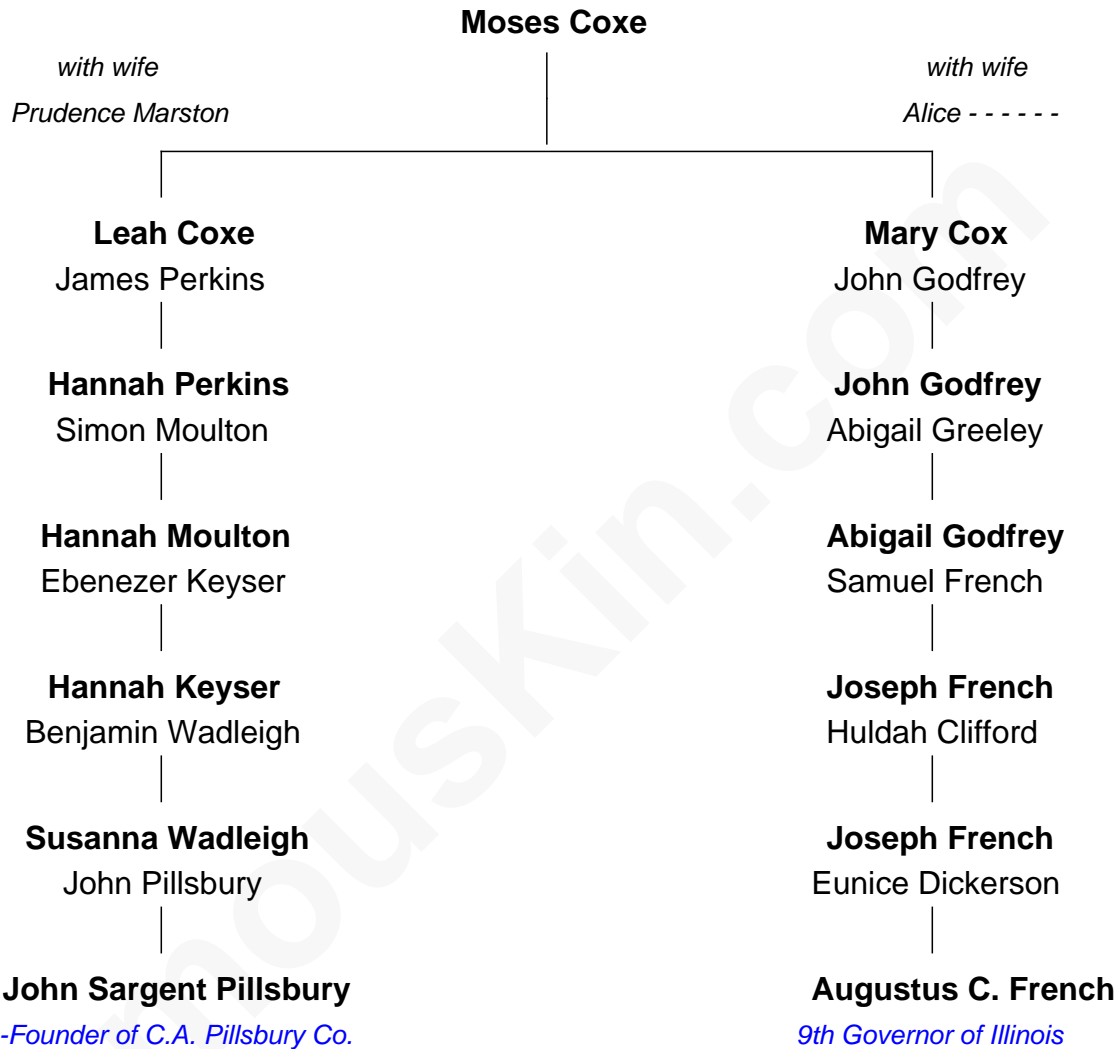 Moses Coxe
with wife
Prudence Marston
with wife
Alice - - - - - -
Leah Coxe
James Perkins
Mary Cox
John Godfrey
Hannah Perkins
Simon Moulton
John Godfrey
Abigail Greeley
Hannah Moulton
Ebenezer Keyser
Abigail Godfrey
Samuel French
Hannah Keyser
Benjamin Wadleigh
Joseph French
Huldah Clifford
Susanna Wadleigh
John Pillsbury
Joseph French
Eunice Dickerson
John Sargent Pillsbury
-Founder of C.A. Pillsbury Co.
Augustus C. French
9th Governor of Illinois
mousKin.com